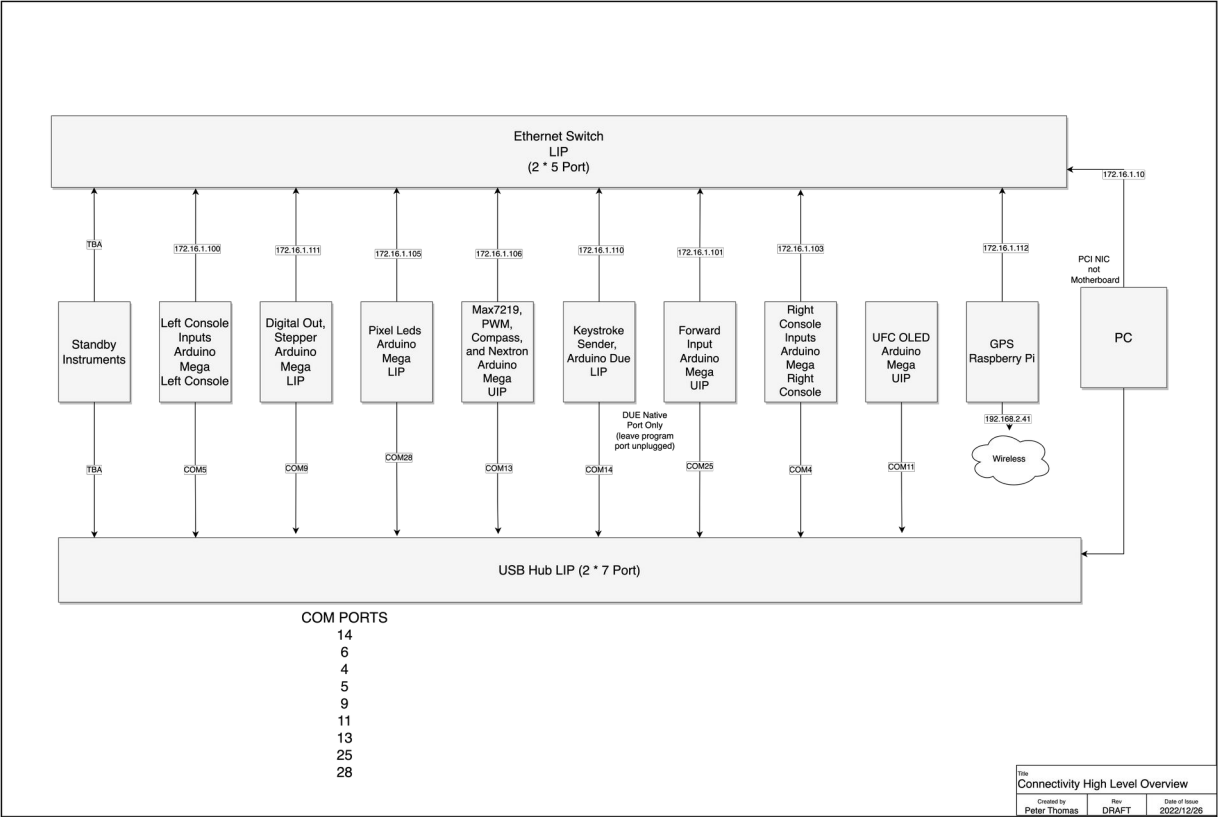 Ethernet Switch
LIP
(2 * 5 Port)
172.16.1.10
TBA
172.16.1.100
172.16.1.111
172.16.1.105
172.16.1.106
172.16.1.110
172.16.1.101
172.16.1.103
172.16.1.112
PCI NIC
not
Motherboard
Standby
Instruments
Left Console
Inputs
Arduino
Mega
Left Console
Digital Out,
Stepper
Arduino
Mega
LIP
Pixel Leds
Arduino
Mega
LIP
Max7219,
PWM,
Compass,
and Nextron
Arduino
Mega
UIP
Keystroke
Sender,
Arduino Due
LIP
Forward
Input
Arduino
Mega
UIP
Right
Console
Inputs
Arduino
Mega
Right
Console
UFC OLED
Arduino
Mega
UIP
GPS
Raspberry Pi
PC
DUE Native
Port Only
(leave program
port unplugged)
192.168.2.41
Wireless
TBA
COM5
COM9
COM28
COM13
COM14
COM25
COM4
COM11
USB Hub LIP (2 * 7 Port)
COM PORTS
14
6
4
5
9
11
13
25
28
Title
Connectivity High Level Overview
Created by
Peter Thomas
Rev
DRAFT
Date of Issue
2022/12/26